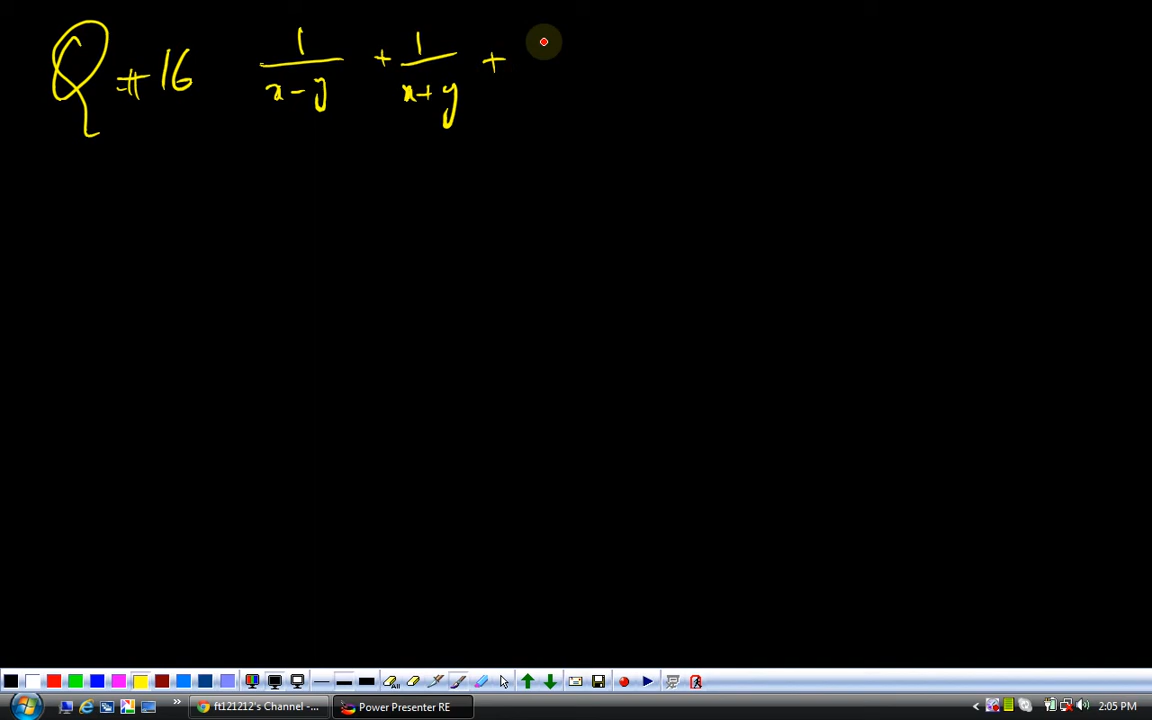 Q #16 1/(x-y) + 1/(x+y) +
ft121212's Channel -... Power Presenter RE 2:05 PM